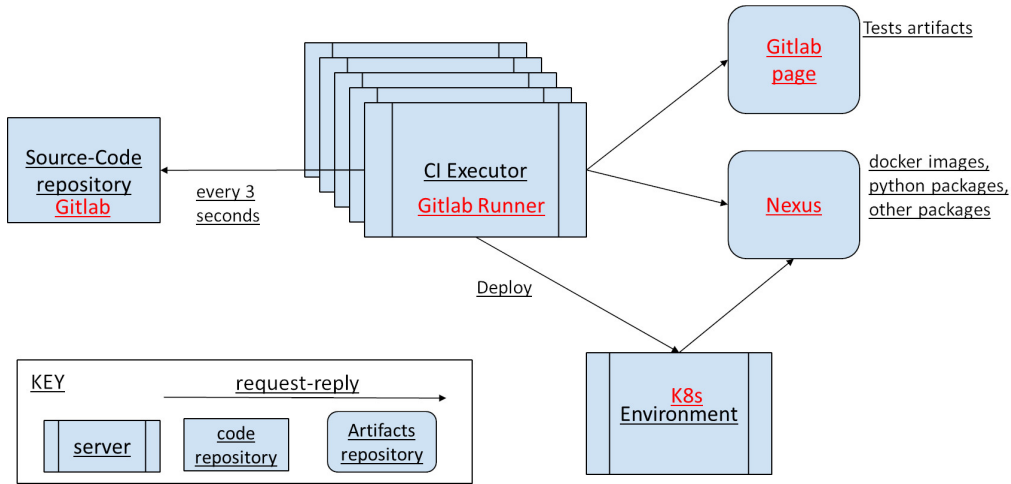 Gitlab
page
Tests artifacts
Source-Code
repository
Gitlab
every 3
seconds
CI Executor
Gitlab Runner
Nexus
docker images,
python packages,
other packages
Deploy
K8s
Environment
KEY
request-reply
server
code
repository
Artifacts
repository